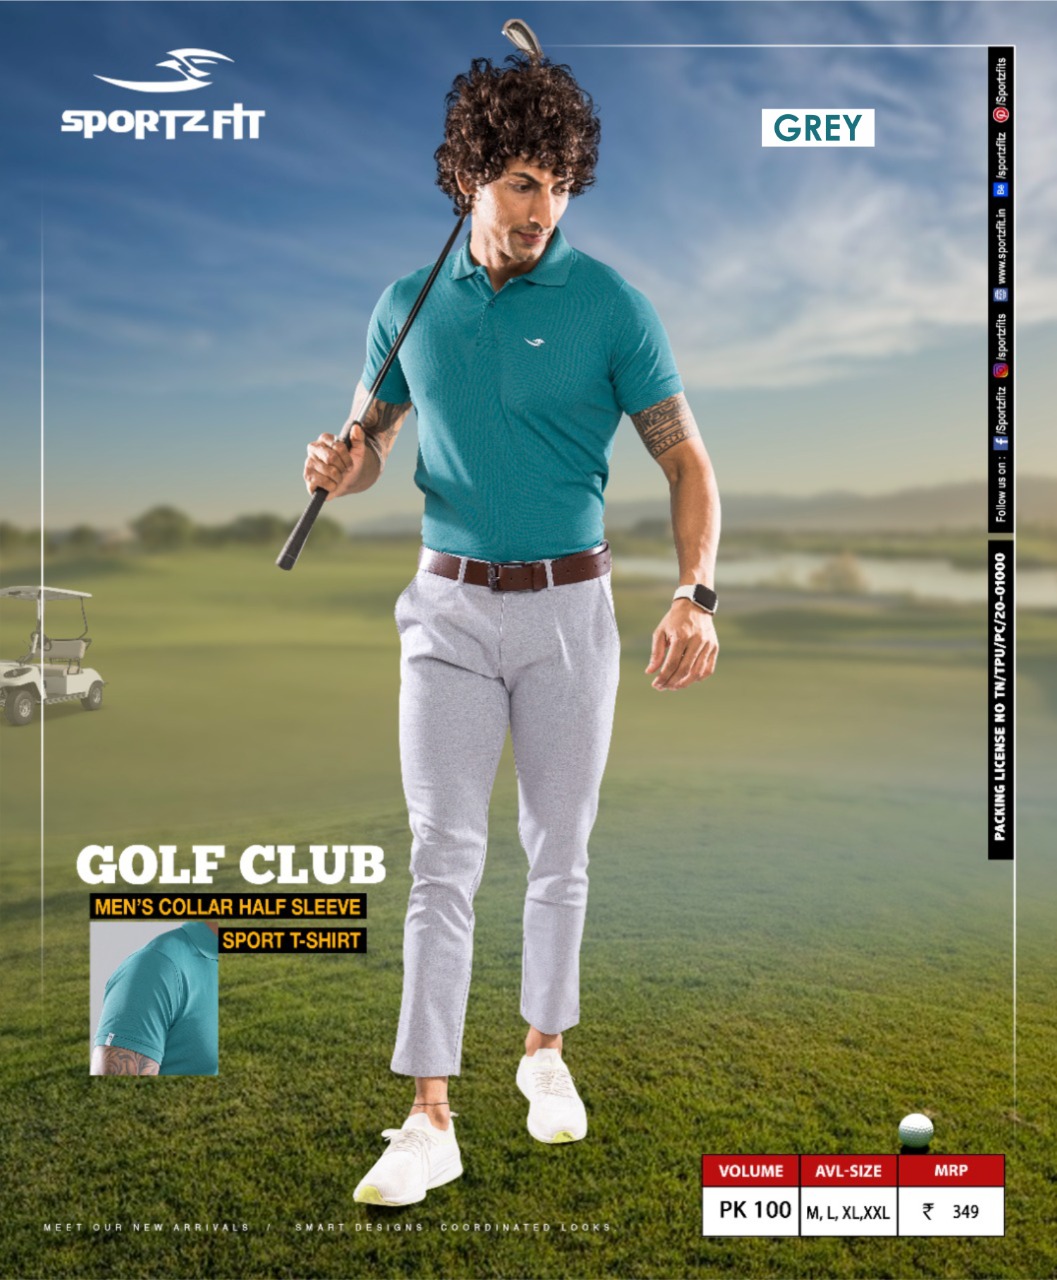 SPORTZ FIT
GREY
GOLF CLUB
MEN'S COLLAR HALF SLEEVE
SPORT T-SHIRT
Follow us on : f /Sportzfitz /sportzfits www.sportzfit.in Bē /sportzfitz /Sportzfits
PACKING LICENSE NO TN/TPU/PC/20-01000
VOLUME AVL-SIZE MRP
PK 100 M, L, XL,XXL ₹ 349
MEET OUR NEW ARRIVALS / SMART DESIGNS COORDINATED LOOKS